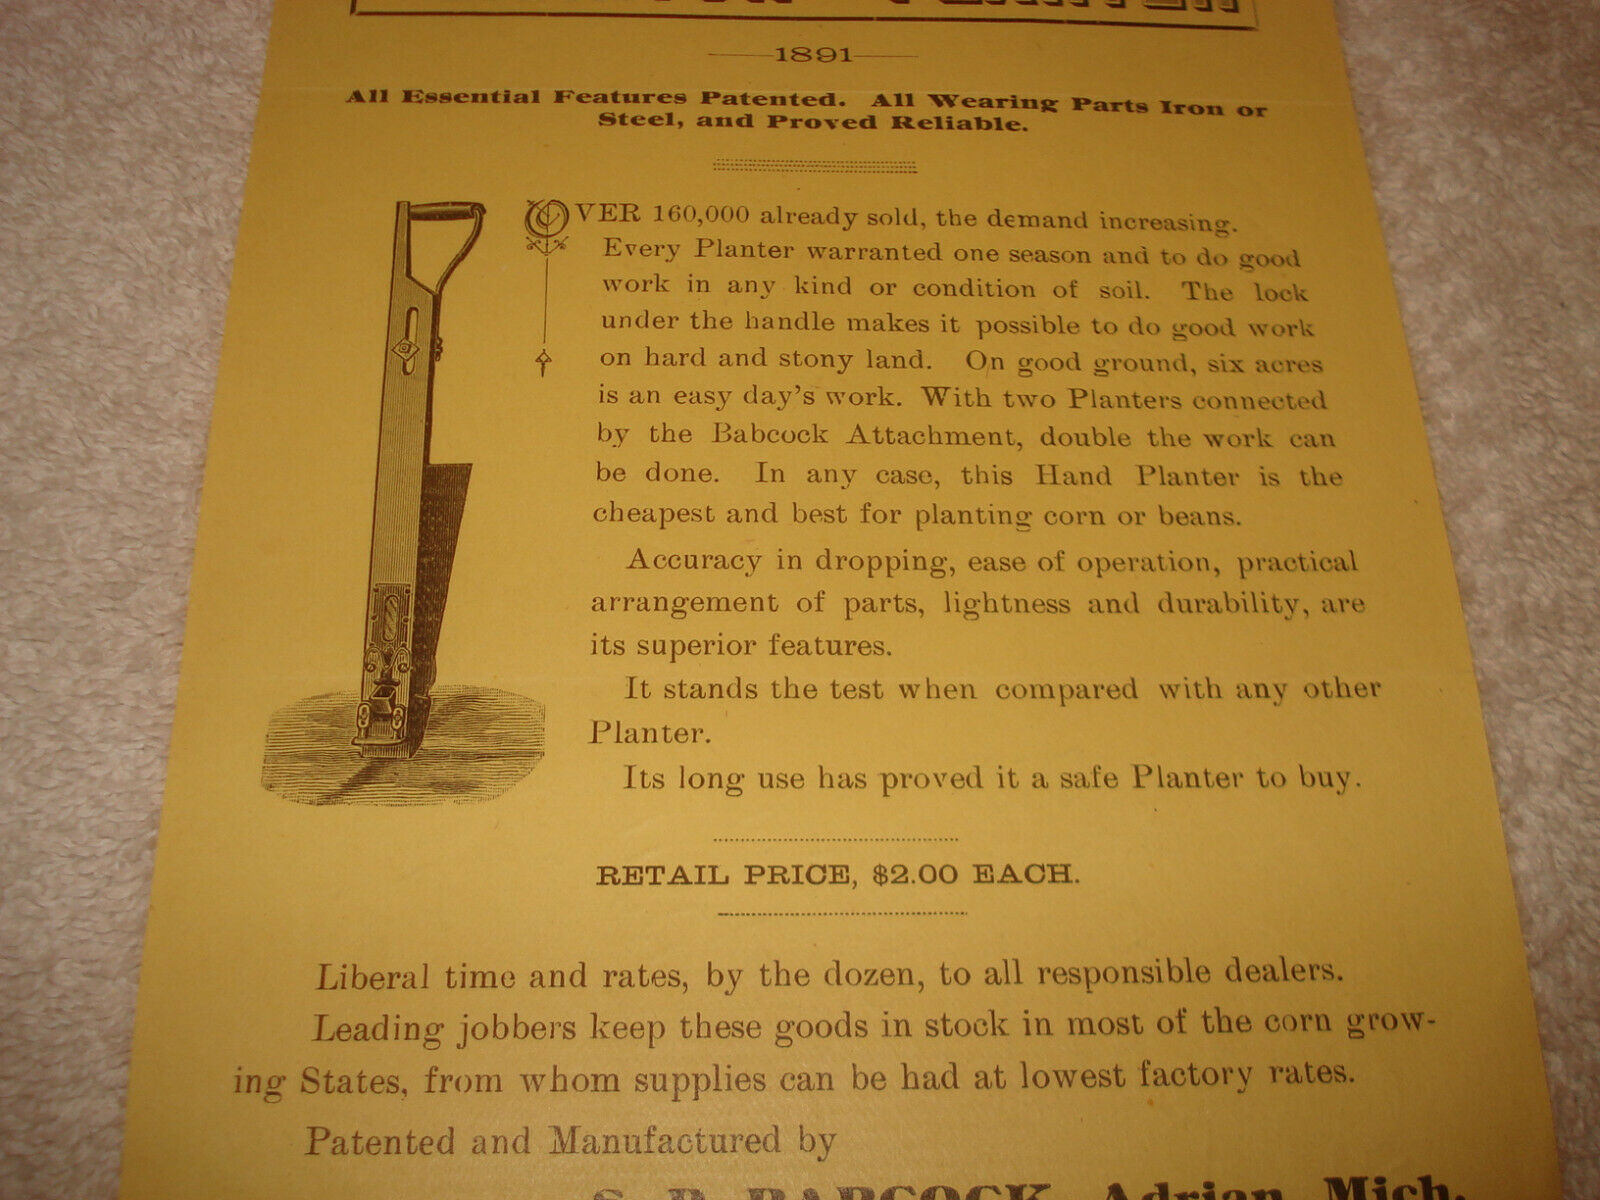 1891
All Essential Features Patented. All Wearing Parts Iron or
Steel, and Proved Reliable.
OVER 160,000 already sold, the demand increasing.
Every Planter warranted one season and to do good
work in any kind or condition of soil. The lock
under the handle makes it possible to do good work
on hard and stony land. On good ground, six acres
is an easy day's work. With two Planters connected
by the Babcock Attachment, double the work can
be done. In any case, this Hand Planter is the
cheapest and best for planting corn or beans.
Accuracy in dropping, ease of operation, practical
arrangement of parts, lightness and durability, are
its superior features.
It stands the test when compared with any other
Planter.
Its long use has proved it a safe Planter to buy.
RETAIL PRICE, $2.00 EACH.
Liberal time and rates, by the dozen, to all responsible dealers.
Leading jobbers keep these goods in stock in most of the corn grow-
ing States, from whom supplies can be had at lowest factory rates.
Patented and Manufactured by
BABCOCK, Adrian, Mich.